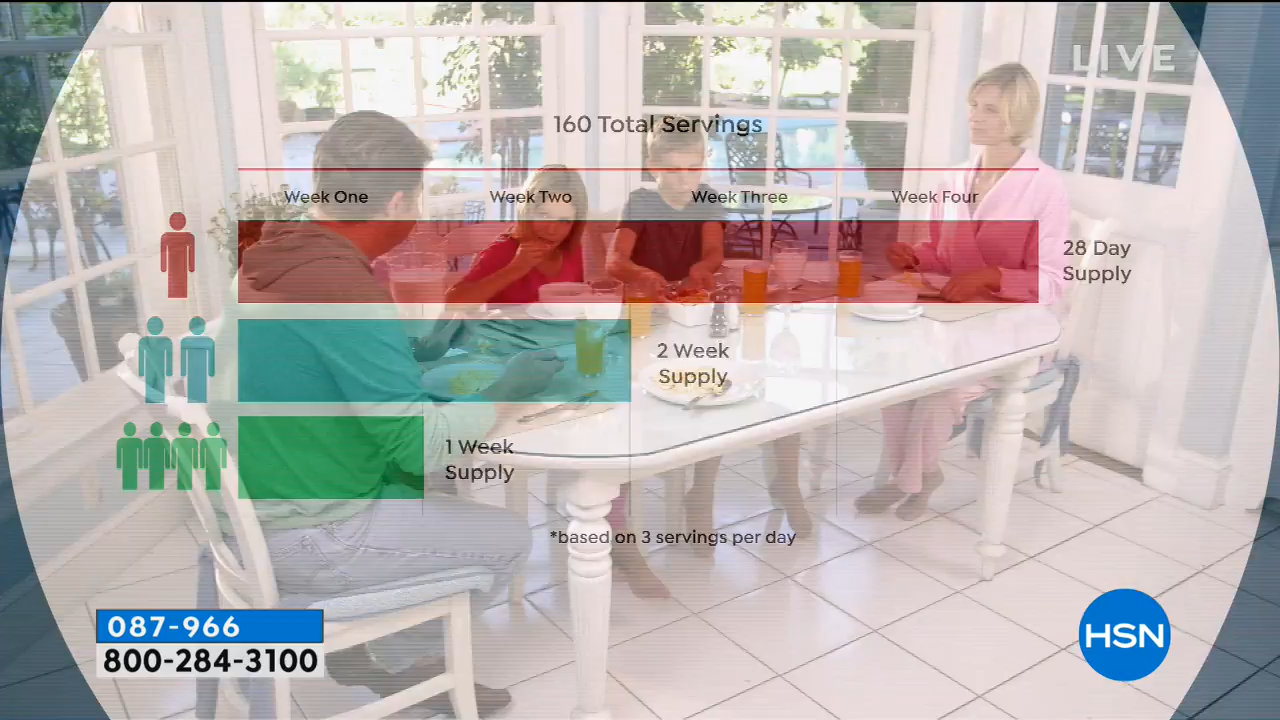 LIVE
160 Total Servings
Week One
Week Two
Week Three
Week Four
28 Day
Supply
2 Week
Supply
1 Week
Supply
*based on 3 servings per day
087-966
800-284-3100
HSN